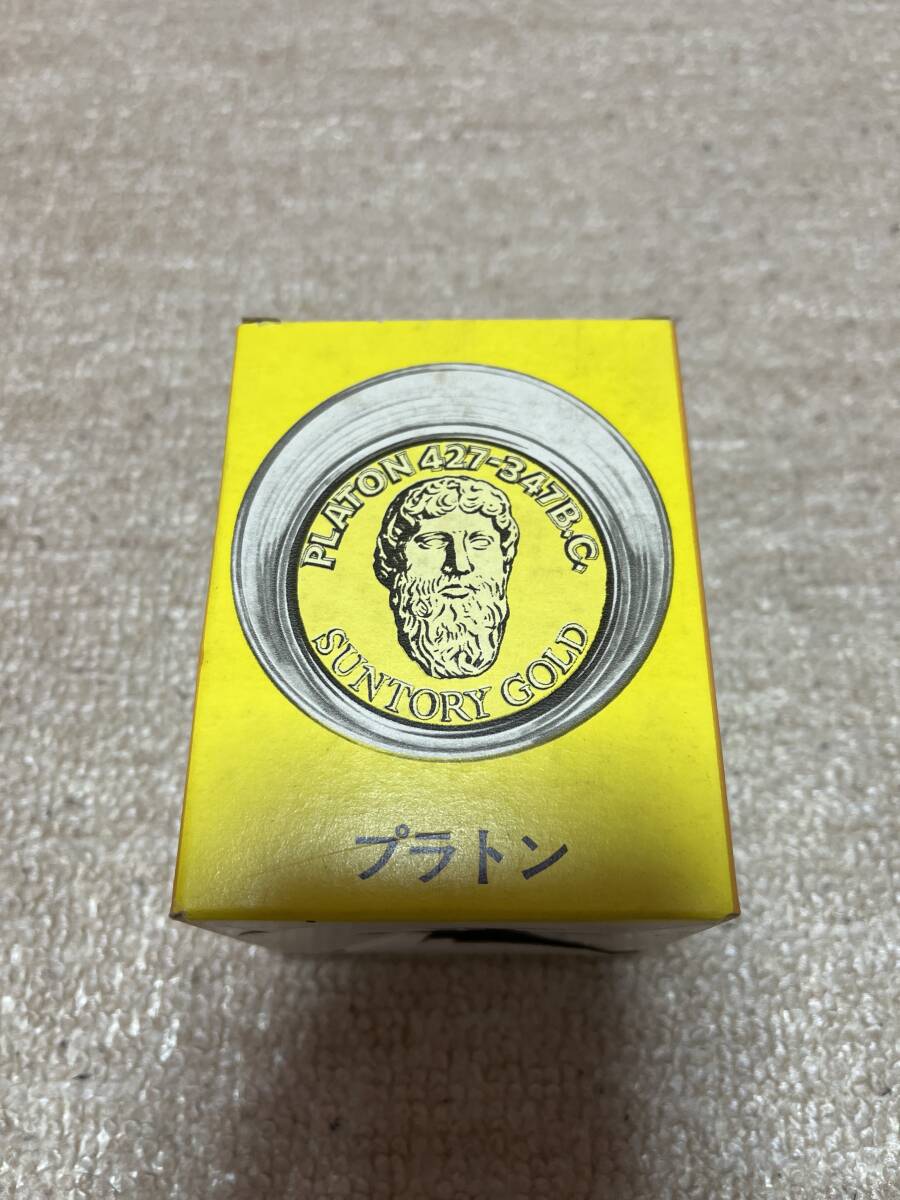 PLATON 427-347B.C.
SUNTORY GOLD
プラトン